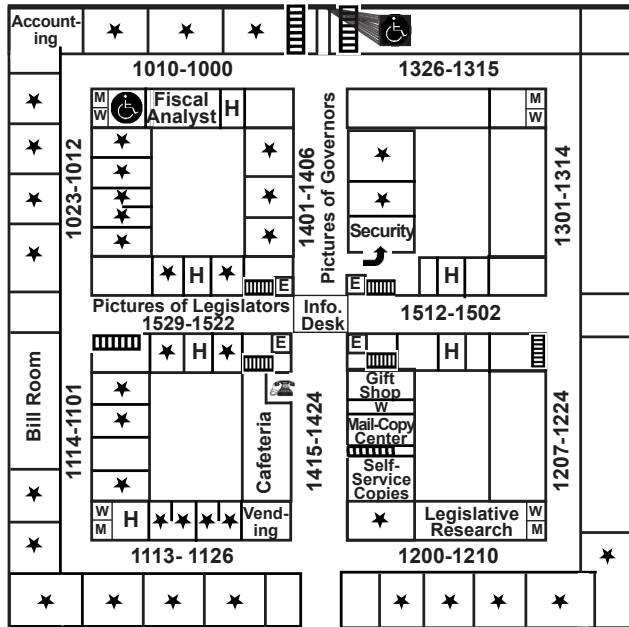 Account-
ing
1010-1000
1326-1315
M
W
Fiscal
Analyst
H
M
W
1023-1012
1401-1406
Pictures of Governors
1301-1314
Security
H
E
E
H
Pictures of Legislators
1529-1522
Info.
Desk
1512-1502
H
E
E
H
Bill Room
1114-1101
Cafeteria
1415-1424
Gift
Shop
W
Mail-Copy
Center
Self-
Service
Copies
1207-1224
W
M
H
Vend-
ing
Legislative
Research
W
M
1113- 1126
1200-1210